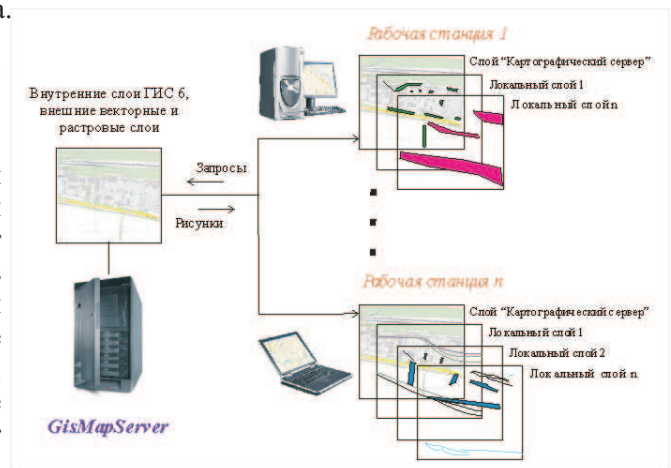 а.
Рабочая станция 1
Слой “Картографический сервер”
Локальный слой 1
Локальный слой n
Внутренние слои ГИС 6,
внешние векторные и
растровые слои
Запросы
Рисунки
Рабочая станция n
Слой “Картографический сервер”
Локальный слой 1
Локальный слой 2
Локальный слой n
GisMapServer